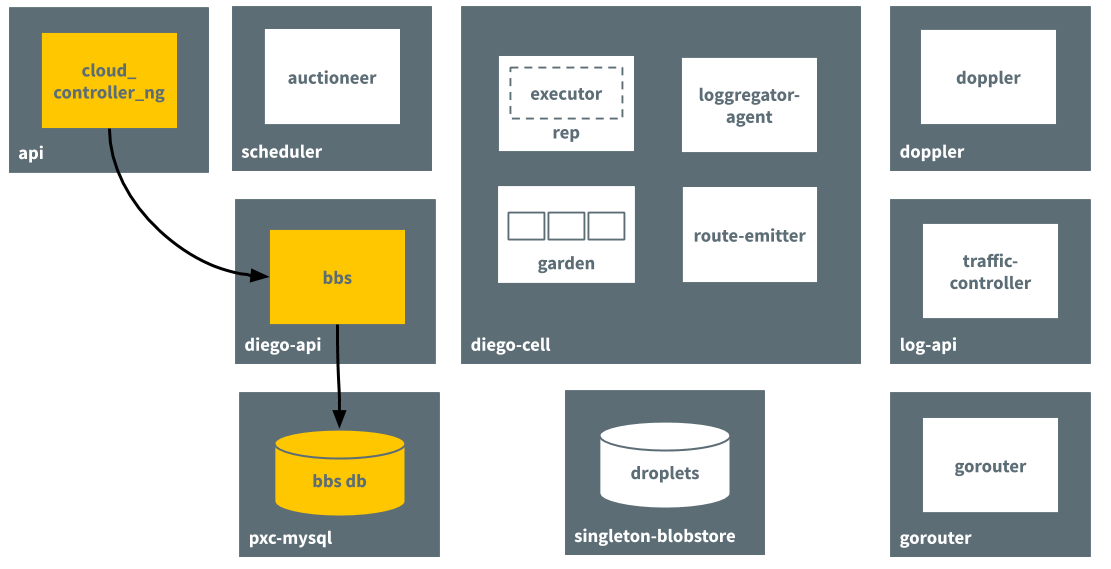 cloud_
controller_ng
api
auctioneer
scheduler
executor
rep
loggregator-
agent
garden
route-emitter
diego-cell
doppler
doppler
bbs
diego-api
traffic-
controller
log-api
bbs db
pxc-mysql
droplets
singleton-blobstore
gorouter
gorouter